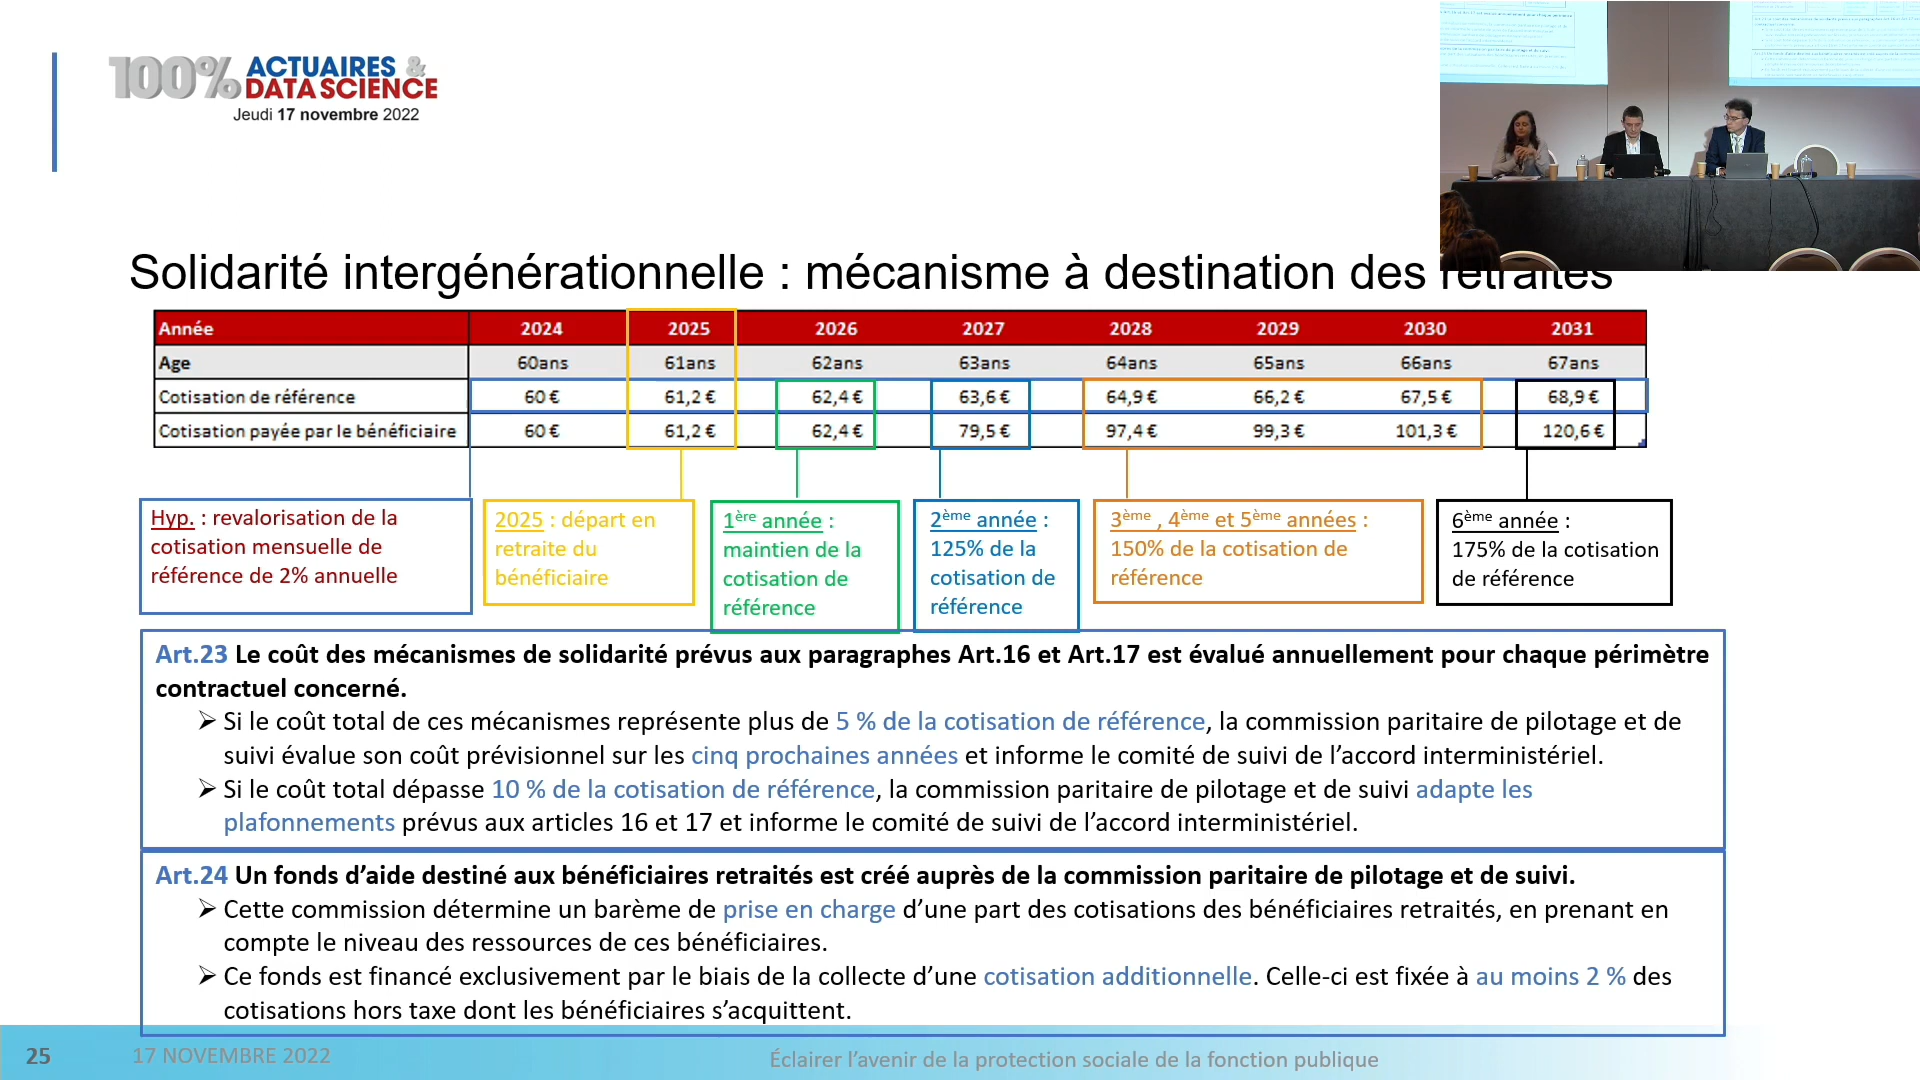 100% ACTUAIRES &
DATA SCIENCE
Jeudi 17 novembre 2022
Solidarité intergénérationnelle : mécanisme à destination des retraités
Année 2024 2025 2026 2027 2028 2029 2030 2031
Age 60ans 61ans 62ans 63ans 64ans 65ans 66ans 67ans
Cotisation de référence 60 € 61,2 € 62,4 € 63,6 € 64,9 € 66,2 € 67,5 € 68,9 €
Cotisation payée par le bénéficiaire 60 € 61,2 € 62,4 € 79,5 € 97,4 € 99,3 € 101,3 € 120,6 €
Hyp. : revalorisation de la
cotisation mensuelle de
référence de 2% annuelle
2025 : départ en
retraite du
bénéficiaire
1ère année :
maintien de la
cotisation de
référence
2ème année :
125% de la
cotisation de
référence
3ème , 4ème et 5ème années :
150% de la cotisation de
référence
6ème année :
175% de la cotisation
de référence
Art.23 Le coût des mécanismes de solidarité prévus aux paragraphes Art.16 et Art.17 est évalué annuellement pour chaque périmètre
contractuel concerné.
➢ Si le coût total de ces mécanismes représente plus de 5 % de la cotisation de référence, la commission paritaire de pilotage et de
suivi évalue son coût prévisionnel sur les cinq prochaines années et informe le comité de suivi de l’accord interministériel.
➢ Si le coût total dépasse 10 % de la cotisation de référence, la commission paritaire de pilotage et de suivi adapte les
plafonnements prévus aux articles 16 et 17 et informe le comité de suivi de l’accord interministériel.
Art.24 Un fonds d’aide destiné aux bénéficiaires retraités est créé auprès de la commission paritaire de pilotage et de suivi.
➢ Cette commission détermine un barème de prise en charge d’une part des cotisations des bénéficiaires retraités, en prenant en
compte le niveau des ressources de ces bénéficiaires.
➢ Ce fonds est financé exclusivement par le biais de la collecte d’une cotisation additionnelle. Celle-ci est fixée à au moins 2 % des
cotisations hors taxe dont les bénéficiaires s’acquittent.
25 17 NOVEMBRE 2022 Éclairer l’avenir de la protection sociale de la fonction publique